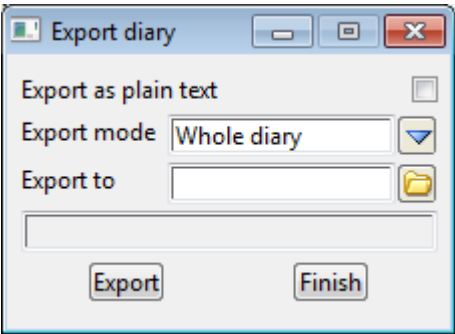 Export diary
Export as plain text
Export mode Whole diary
Export to
Export Finish